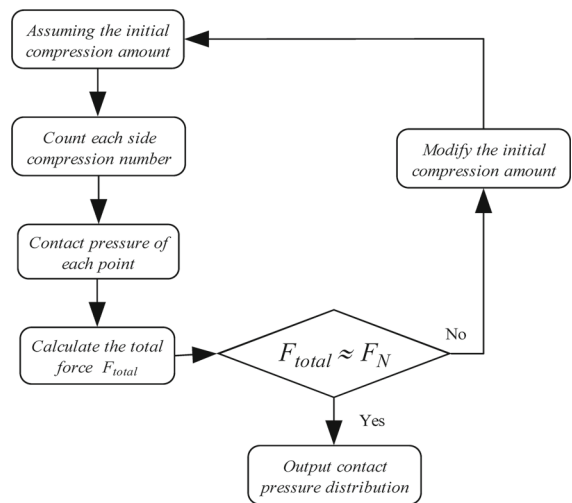 Assuming the initial
compression amount
Count each side
compression number
Modify the initial
compression amount
Contact pressure of
each point
Calculate the total
force F_total
F_total ≈ F_N
No
Yes
Output contact
pressure distribution